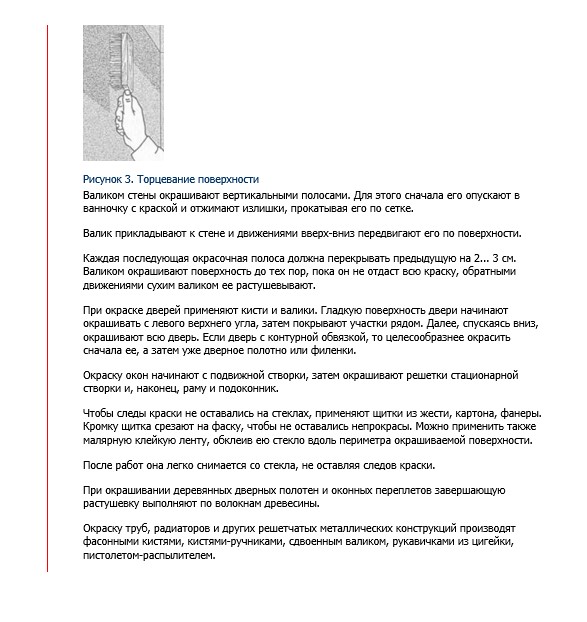 Рисунок 3. Торцевание поверхности
Валиком стены окрашивают вертикальными полосами. Для этого сначала его опускают в
ванночку с краской и отжимают излишки, прокатывая его по сетке.
Валик прикладывают к стене и движениями вверх-вниз передвигают его по поверхности.
Каждая последующая окрасочная полоса должна перекрывать предыдущую на 2... 3 см.
Валиком окрашивают поверхность до тех пор, пока он не отдаст всю краску, обратными
движениями сухим валиком ее растушевывают.
При окраске дверей применяют кисти и валики. Гладкую поверхность двери начинают
окрашивать с левого верхнего угла, затем покрывают участки рядом. Далее, спускаясь вниз,
окрашивают всю дверь. Если дверь с контурной обвязкой, то целесообразнее окрасить
сначала ее, а затем уже дверное полотно или филенки.
Окраску окон начинают с подвижной створки, затем окрашивают решетки стационарной
створки и, наконец, раму и подоконник.
Чтобы следы краски не оставались на стеклах, применяют щитки из жести, картона, фанеры.
Кромку щитка срезают на фаску, чтобы не оставались непрокрасы. Можно применить также
малярную клейкую ленту, обклеив ею стекло вдоль периметра окрашиваемой поверхности.
После работ она легко снимается со стекла, не оставляя следов краски.
При окрашивании деревянных дверных полотен и оконных переплетов завершающую
растушевку выполняют по волокнам древесины.
Окраску труб, радиаторов и других решетчатых металлических конструкций производят
фасонными кистями, кистями-ручниками, сдвоенным валиком, рукавичками из цигейки,
пистолетом-распылителем.